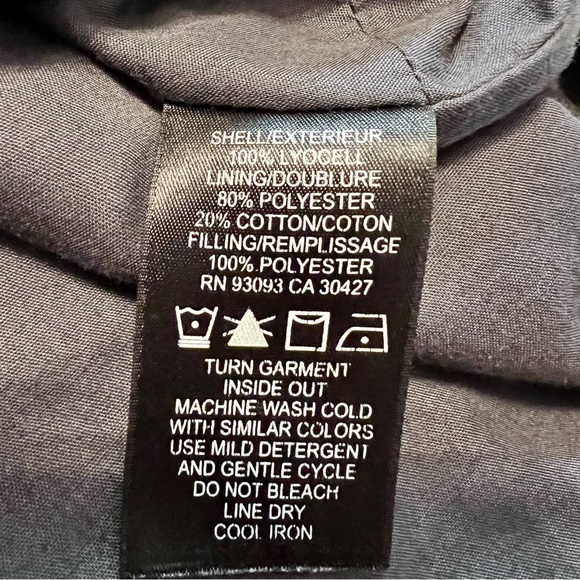 SHELL/EXTERIEUR
100% LYOCELL
LINING/DOUBLURE
80% POLYESTER
20% COTTON/COTON
FILLING/REMPLISSAGE
100% POLYESTER
RN 93093 CA 30427
TURN GARMENT
INSIDE OUT
MACHINE WASH COLD
WITH SIMILAR COLORS
USE MILD DETERGENT
AND GENTLE CYCLE
DO NOT BLEACH
LINE DRY
COOL IRON